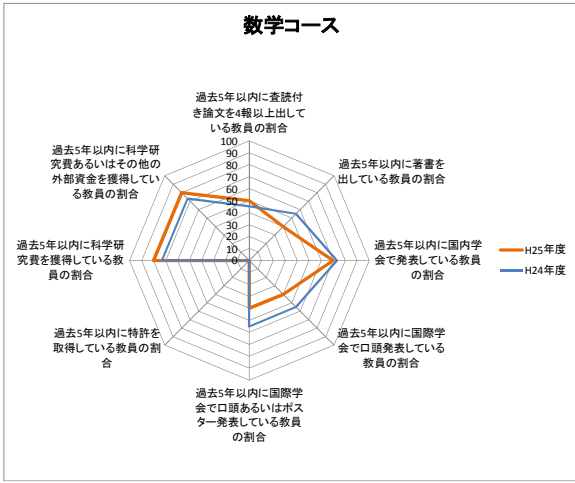 数学コース
過去5年以内に査読付
き論文を4報以上出して
いる教員の割合
過去5年以内に著書を
出している教員の割合
過去5年以内に国内学
会で発表している教員
の割合
過去5年以内に国際学
会で口頭発表している
教員の割合
過去5年以内に国際学
会で口頭あるいはポス
ター発表している教員
の割合
過去5年以内に特許を
取得している教員の割
合
過去5年以内に科学研
究費を獲得している教
員の割合
過去5年以内に科学研
究費あるいはその他の
外部資金を獲得してい
る教員の割合
100
90
80
70
60
50
40
30
20
10
0
H25年度
H24年度